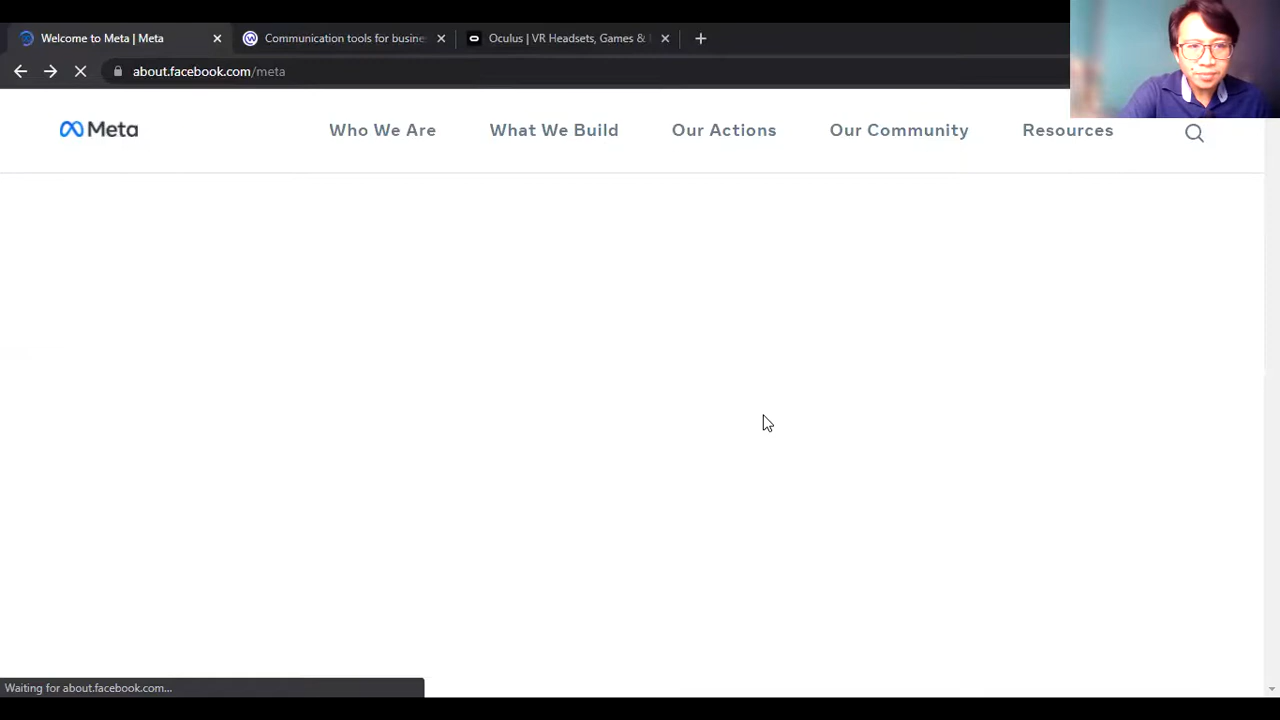 Welcome to Meta | Meta
Communication tools for busine
Oculus | VR Headsets, Games &
about.facebook.com/meta
Meta
Who We Are
What We Build
Our Actions
Our Community
Resources
Waiting for about.facebook.com...